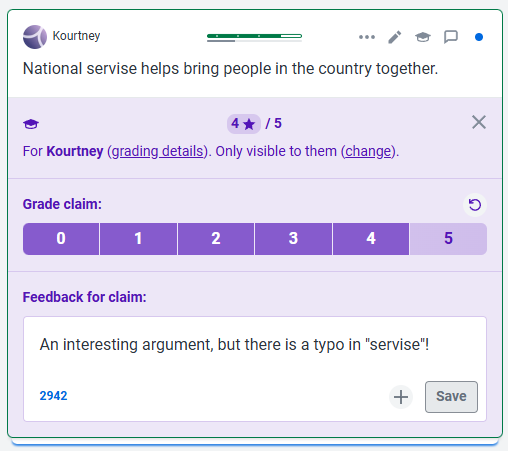 Kourtney
National servise helps bring people in the country together.
4 ★ / 5
For Kourtney (grading details). Only visible to them (change).
Grade claim:
0 1 2 3 4 5
Feedback for claim:
An interesting argument, but there is a typo in "servise"!
2942
Save